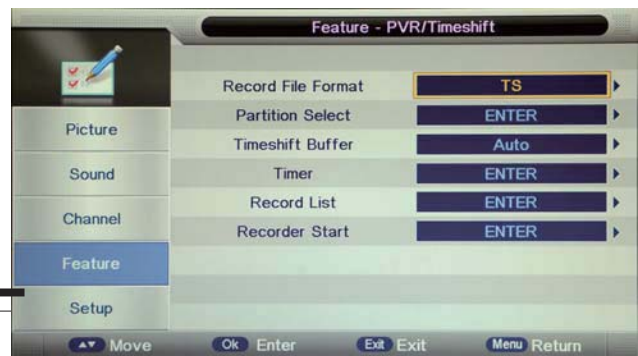 Feature - PVR/Timeshift
Picture
Sound
Channel
Feature
Setup
Record File Format TS
Partition Select ENTER
Timeshift Buffer Auto
Timer ENTER
Record List ENTER
Recorder Start ENTER
Move Ok Enter Exit Exit Menu Return